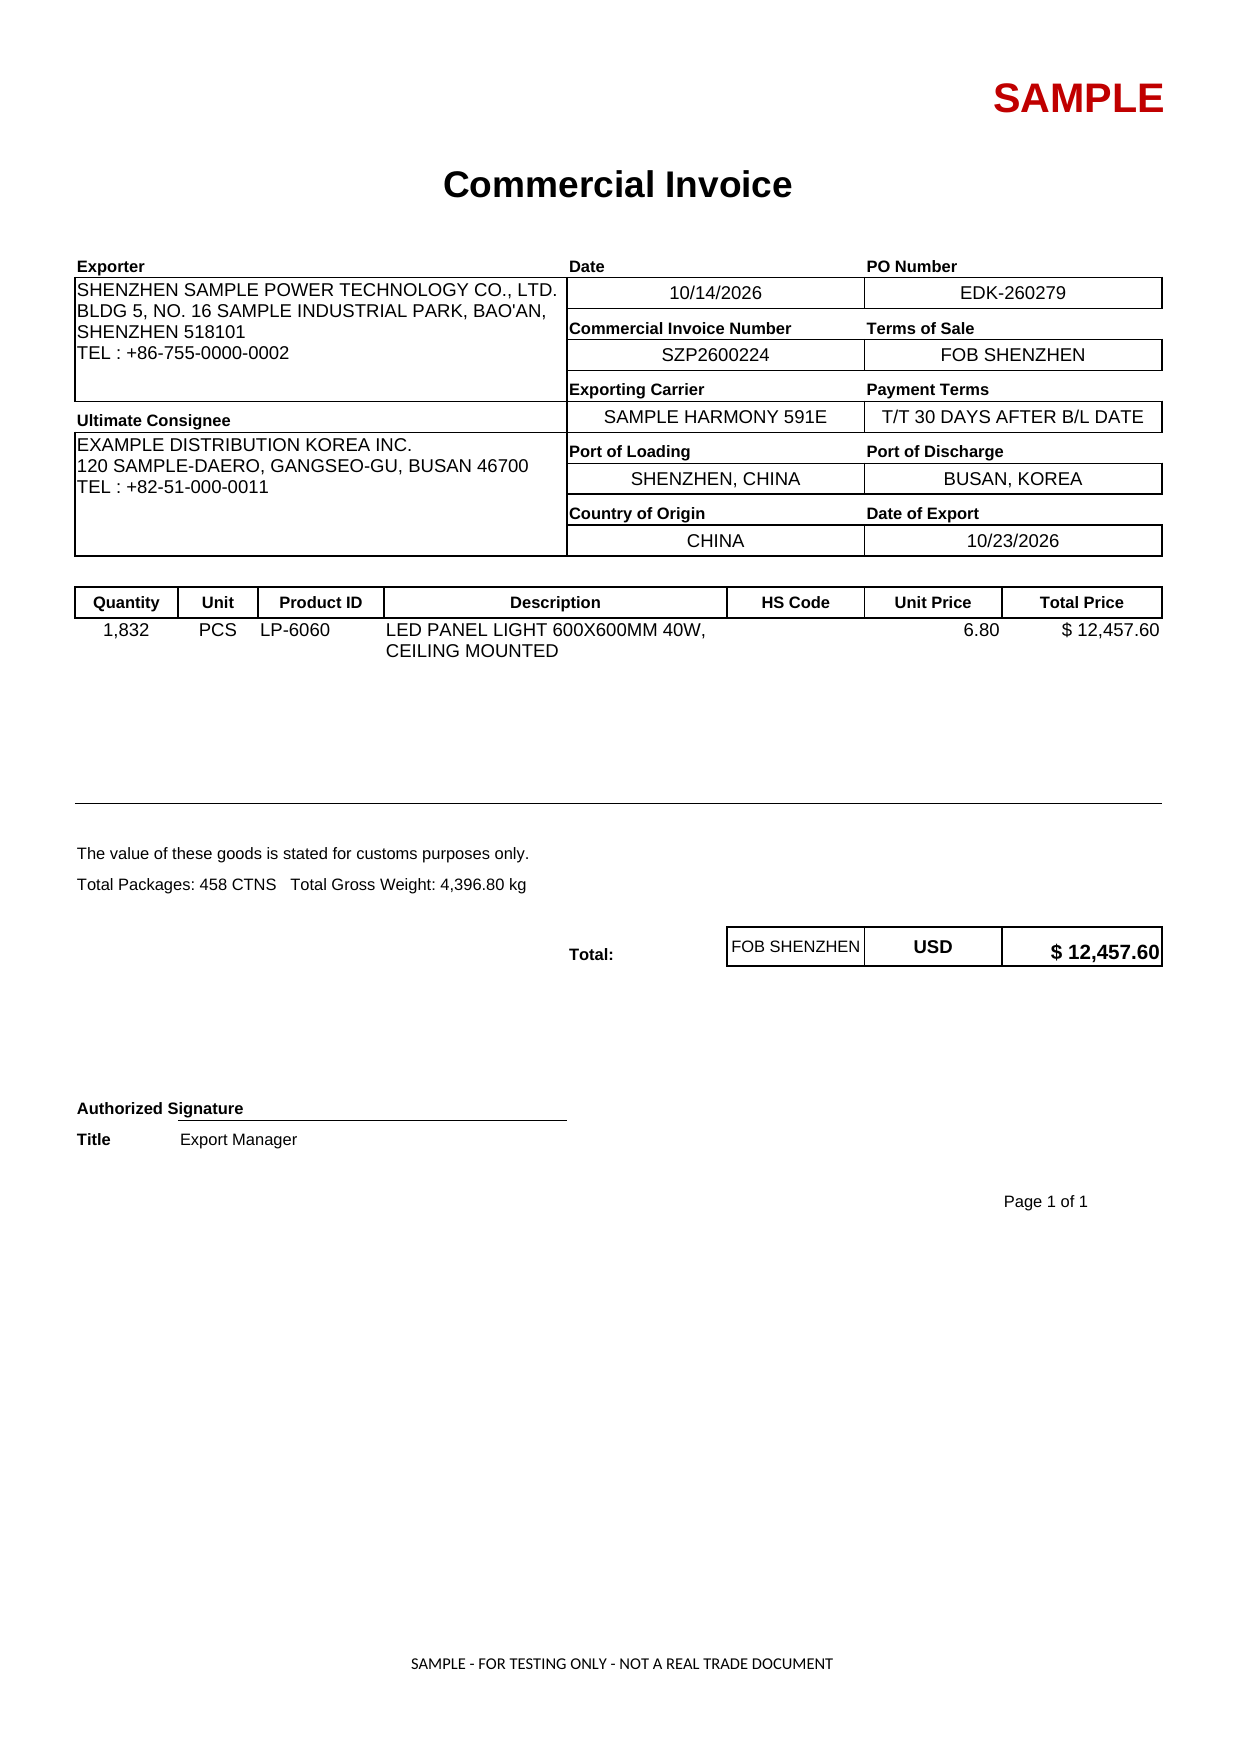 SAMPLE
Commercial Invoice
Exporter
SHENZHEN SAMPLE POWER TECHNOLOGY CO., LTD.
BLDG 5, NO. 16 SAMPLE INDUSTRIAL PARK, BAO'AN,
SHENZHEN 518101
TEL : +86-755-0000-0002
Ultimate Consignee
EXAMPLE DISTRIBUTION KOREA INC.
120 SAMPLE-DAERO, GANGSEO-GU, BUSAN 46700
TEL : +82-51-000-0011
Date PO Number
10/14/2026 EDK-260279
Commercial Invoice Number Terms of Sale
SZP2600224 FOB SHENZHEN
Exporting Carrier Payment Terms
SAMPLE HARMONY 591E T/T 30 DAYS AFTER B/L DATE
Port of Loading Port of Discharge
SHENZHEN, CHINA BUSAN, KOREA
Country of Origin Date of Export
CHINA 10/23/2026
Quantity Unit Product ID Description HS Code Unit Price Total Price
1,832 PCS LP-6060 LED PANEL LIGHT 600X600MM 40W, 6.80 $ 12,457.60
CEILING MOUNTED
The value of these goods is stated for customs purposes only.
Total Packages: 458 CTNS Total Gross Weight: 4,396.80 kg
Total: FOB SHENZHEN USD $ 12,457.60
Authorized Signature
Title Export Manager
Page 1 of 1
SAMPLE - FOR TESTING ONLY - NOT A REAL TRADE DOCUMENT